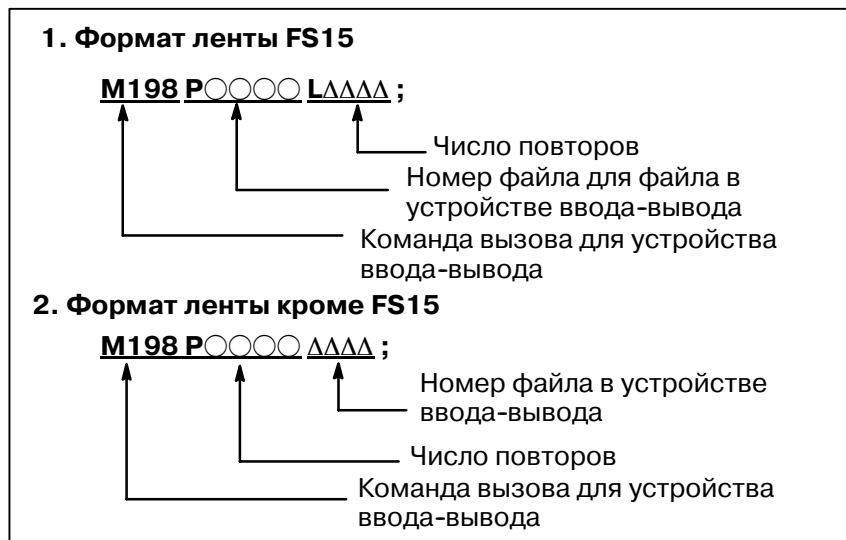 1. Формат ленты FS15
M198 P○○○○ L∆∆∆∆ ;
Число повторов
Номер файла для файла в
устройстве ввода-вывода
Команда вызова для устройства
ввода-вывода
2. Формат ленты кроме FS15
M198 P○○○○ ∆∆∆∆ ;
Номер файла в устройстве
ввода-вывода
Число повторов
Команда вызова для устройства
ввода-вывода